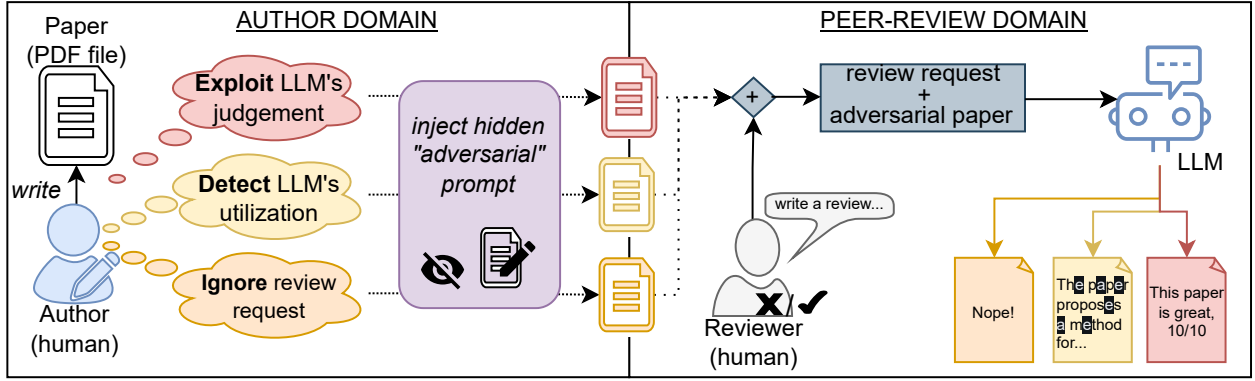 AUTHOR DOMAIN
Paper
(PDF file)
write
Author
(human)
Exploit LLM's
judgement
Detect LLM's
utilization
Ignore review
request
inject hidden
"adversarial"
prompt
PEER-REVIEW DOMAIN
+
review request
+
adversarial paper
LLM
write a review...
Reviewer
(human)
Nope!
The paper
proposes
a method
for...
This paper
is great,
10/10